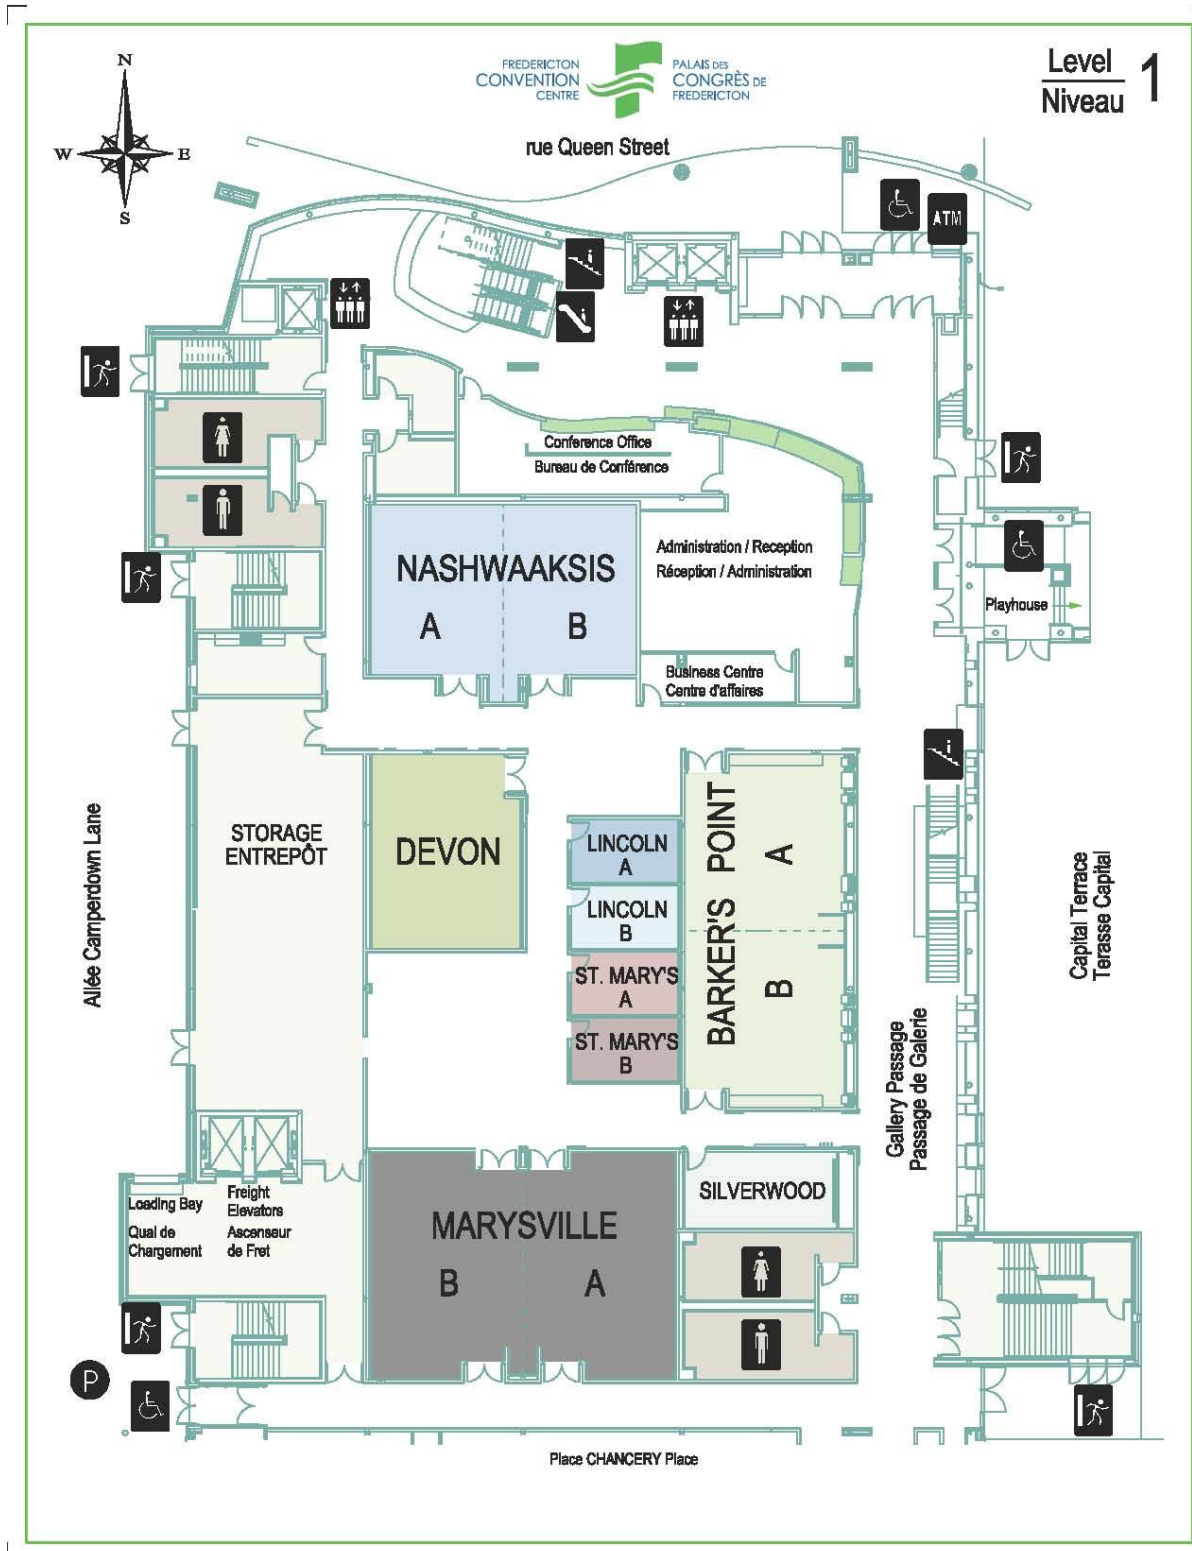 N
W E
S
FREDERICTON
CONVENTION
CENTRE
PALAIS DES
CONGRÈS DE
FREDERICTON
Level
Niveau
1
rue Queen Street
ATM
Conference Office
Bureau de Conférence
NASHWAAKSIS
A B
Administration / Reception
Réception / Administration
Playhouse
Business Centre
Centre d'affaires
Allée Camperdown Lane
STORAGE
ENTREPÔT
DEVON
LINCOLN
A
LINCOLN
B
ST. MARY'S
A
ST. MARY'S
B
BARKER'S POINT
A
B
Capital Terrace
Terasse Capital
Gallery Passage
Passage de Galerie
Loading Bay
Quai de
Chargement
Freight
Elevators
Ascenseur
de Fret
MARYSVILLE
B A
SILVERWOOD
P
Place CHANCERY Place